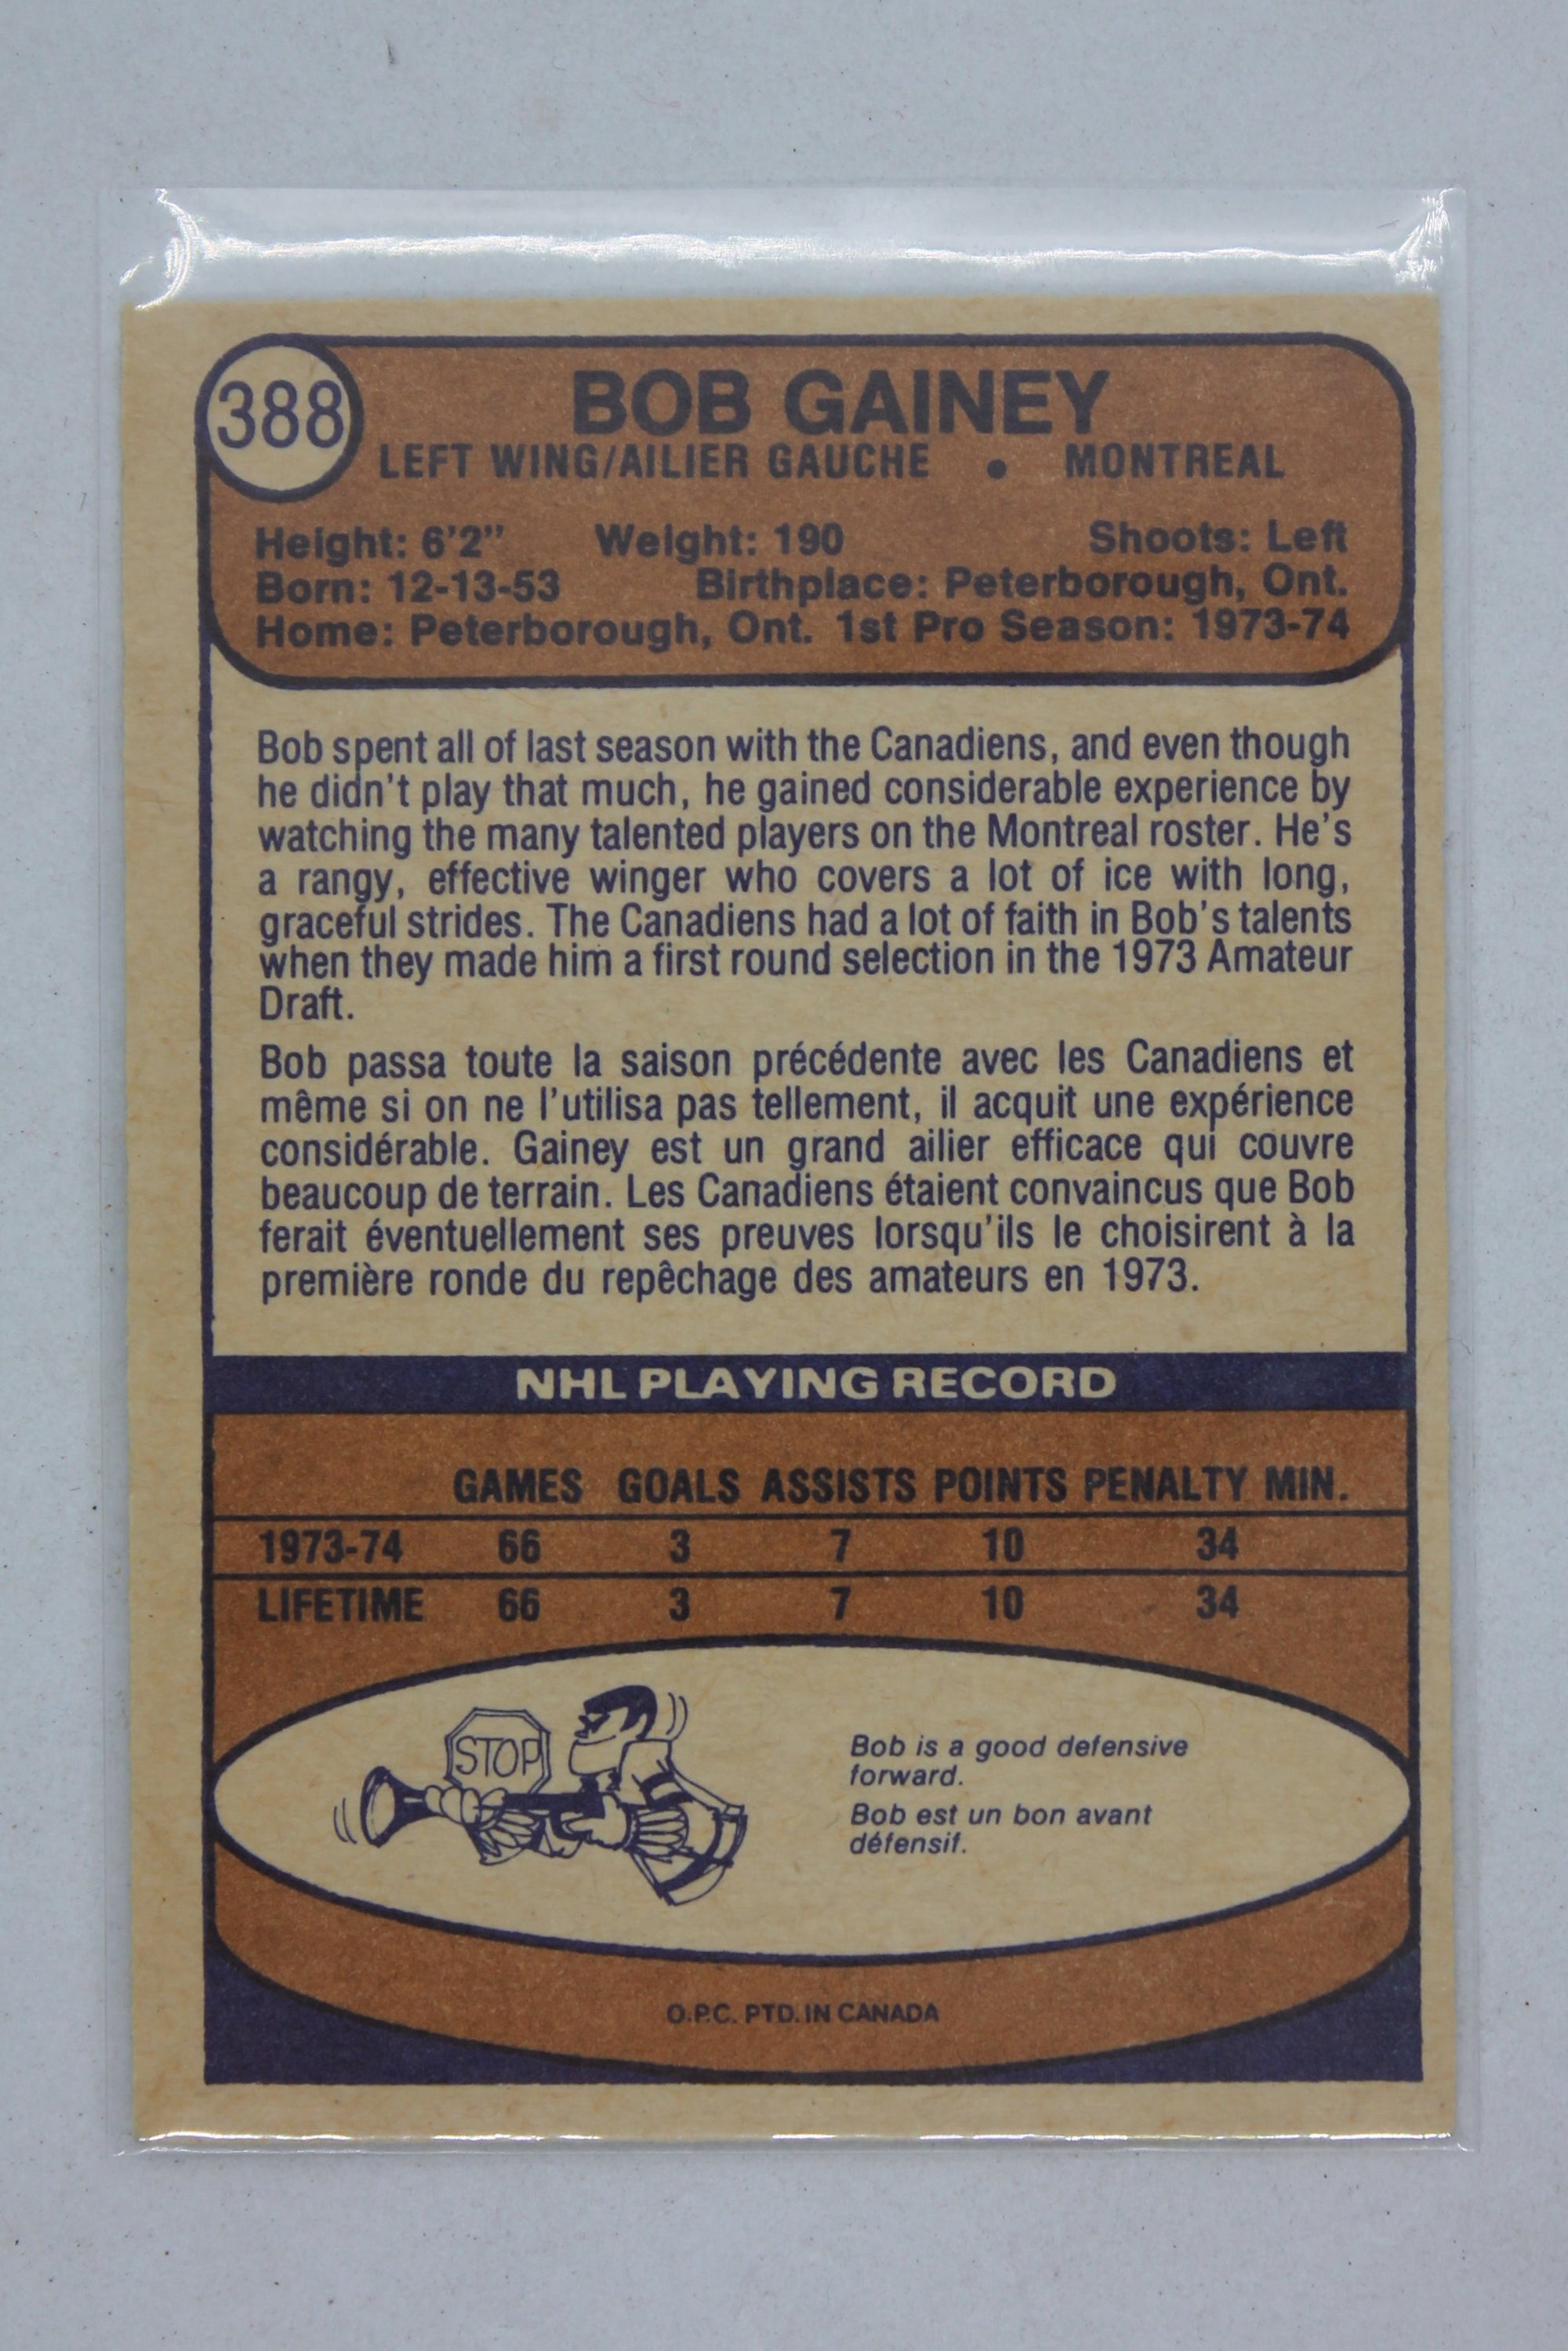 388
BOB GAINEY
LEFT WING/AILIER GAUCHE • MONTREAL
Height: 6'2" Weight: 190 Shoots: Left
Born: 12-13-53 Birthplace: Peterborough, Ont.
Home: Peterborough, Ont. 1st Pro Season: 1973-74
Bob spent all of last season with the Canadiens, and even though
he didn't play that much, he gained considerable experience by
watching the many talented players on the Montreal roster. He's
a rangy, effective winger who covers a lot of ice with long,
graceful strides. The Canadiens had a lot of faith in Bob's talents
when they made him a first round selection in the 1973 Amateur
Draft.
Bob passa toute la saison précédente avec les Canadiens et
même si on ne l'utilisa pas tellement, il acquit une expérience
considérable. Gainey est un grand ailier efficace qui couvre
beaucoup de terrain. Les Canadiens étaient convaincus que Bob
ferait éventuellement ses preuves lorsqu'ils le choisirent à la
première ronde du repêchage des amateurs en 1973.
NHL PLAYING RECORD
GAMES GOALS ASSISTS POINTS PENALTY MIN.
1973-74 66 3 7 10 34
LIFETIME 66 3 7 10 34
STOP
Bob is a good defensive
forward.
Bob est un bon avant
défensif.
O.P.C. PTD. IN CANADA